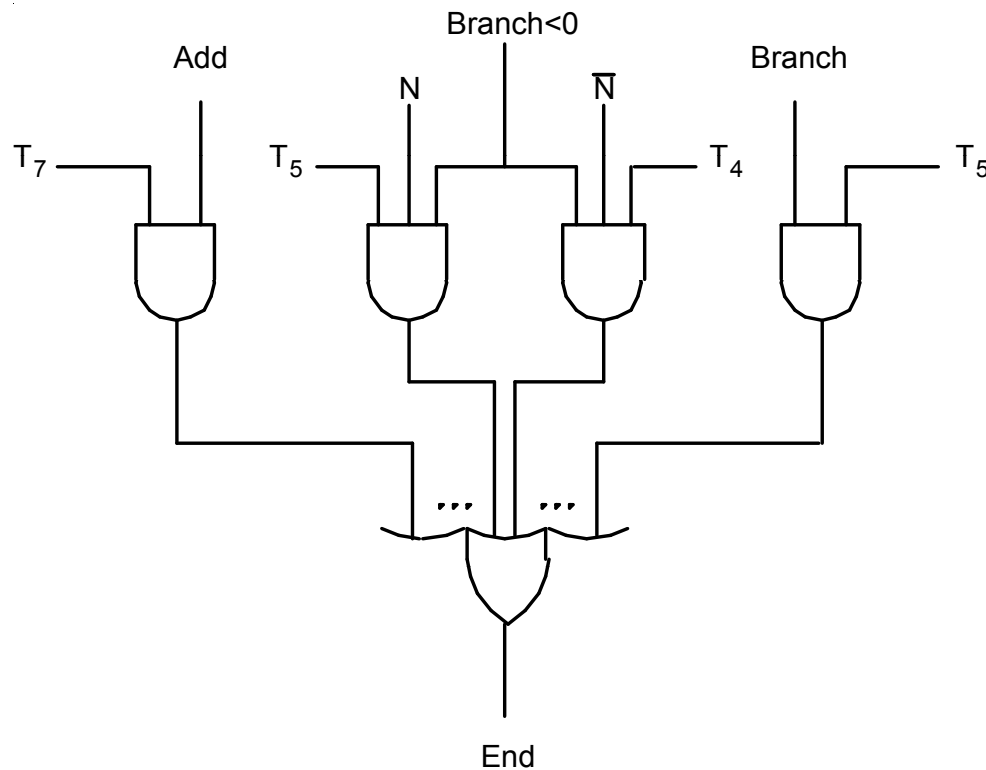 Branch<0
Add
Branch
N
N̅
T₇
T₅
T₄
T₅
...
...
End